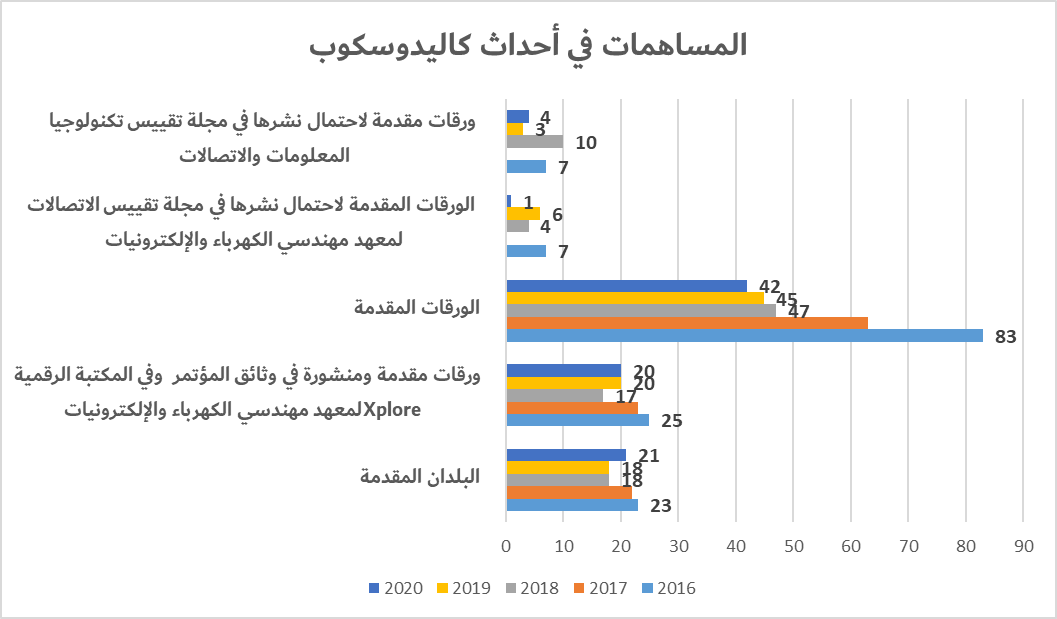 المساهمات في أحداث كاليدوسكوب
ورقات مقدمة لاحتمال نشرها في مجلة تقييس تكنولوجيا
المعلومات والاتصالات
4
3
10
7
الورقات المقدمة لاحتمال نشرها في مجلة تقييس الاتصالات
لمعهد مهندسي الكهرباء والإلكترونيات
1
6
4
7
الورقات المقدمة
42
45
47
83
ورقات مقدمة ومنشورة في وثائق المؤتمر وفي المكتبة الرقمية
Xplore لمعهد مهندسي الكهرباء والإلكترونيات
20
20
17
25
البلدان المقدمة
21
18
18
23
0 10 20 30 40 50 60 70 80 90
2020 2019 2018 2017 2016